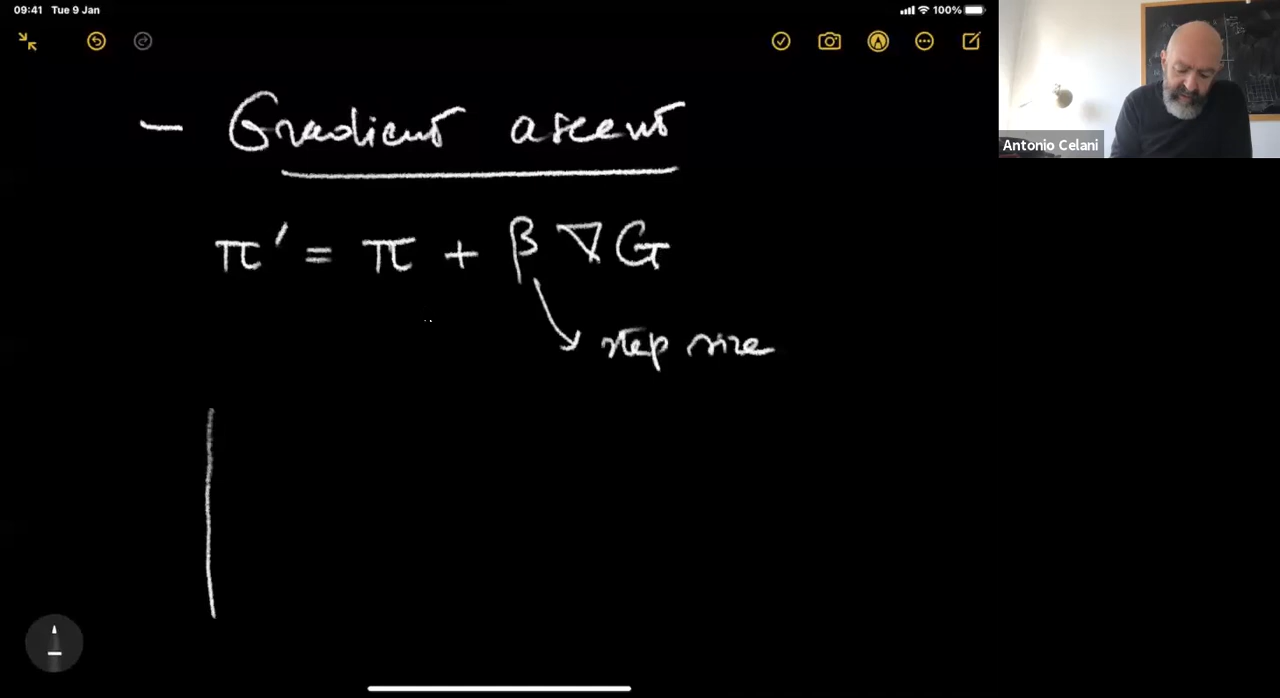 09:41 Tue 9 Jan
100%
Antonio Celani
– Gradient ascent
π' = π + β ∇G
step size